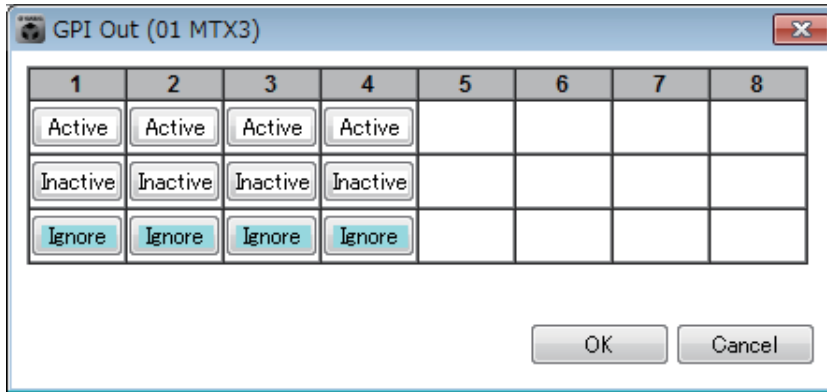 GPI Out (01 MTX3)
1 2 3 4 5 6 7 8
Active Active Active Active
Inactive Inactive Inactive Inactive
Ignore Ignore Ignore Ignore
OK Cancel